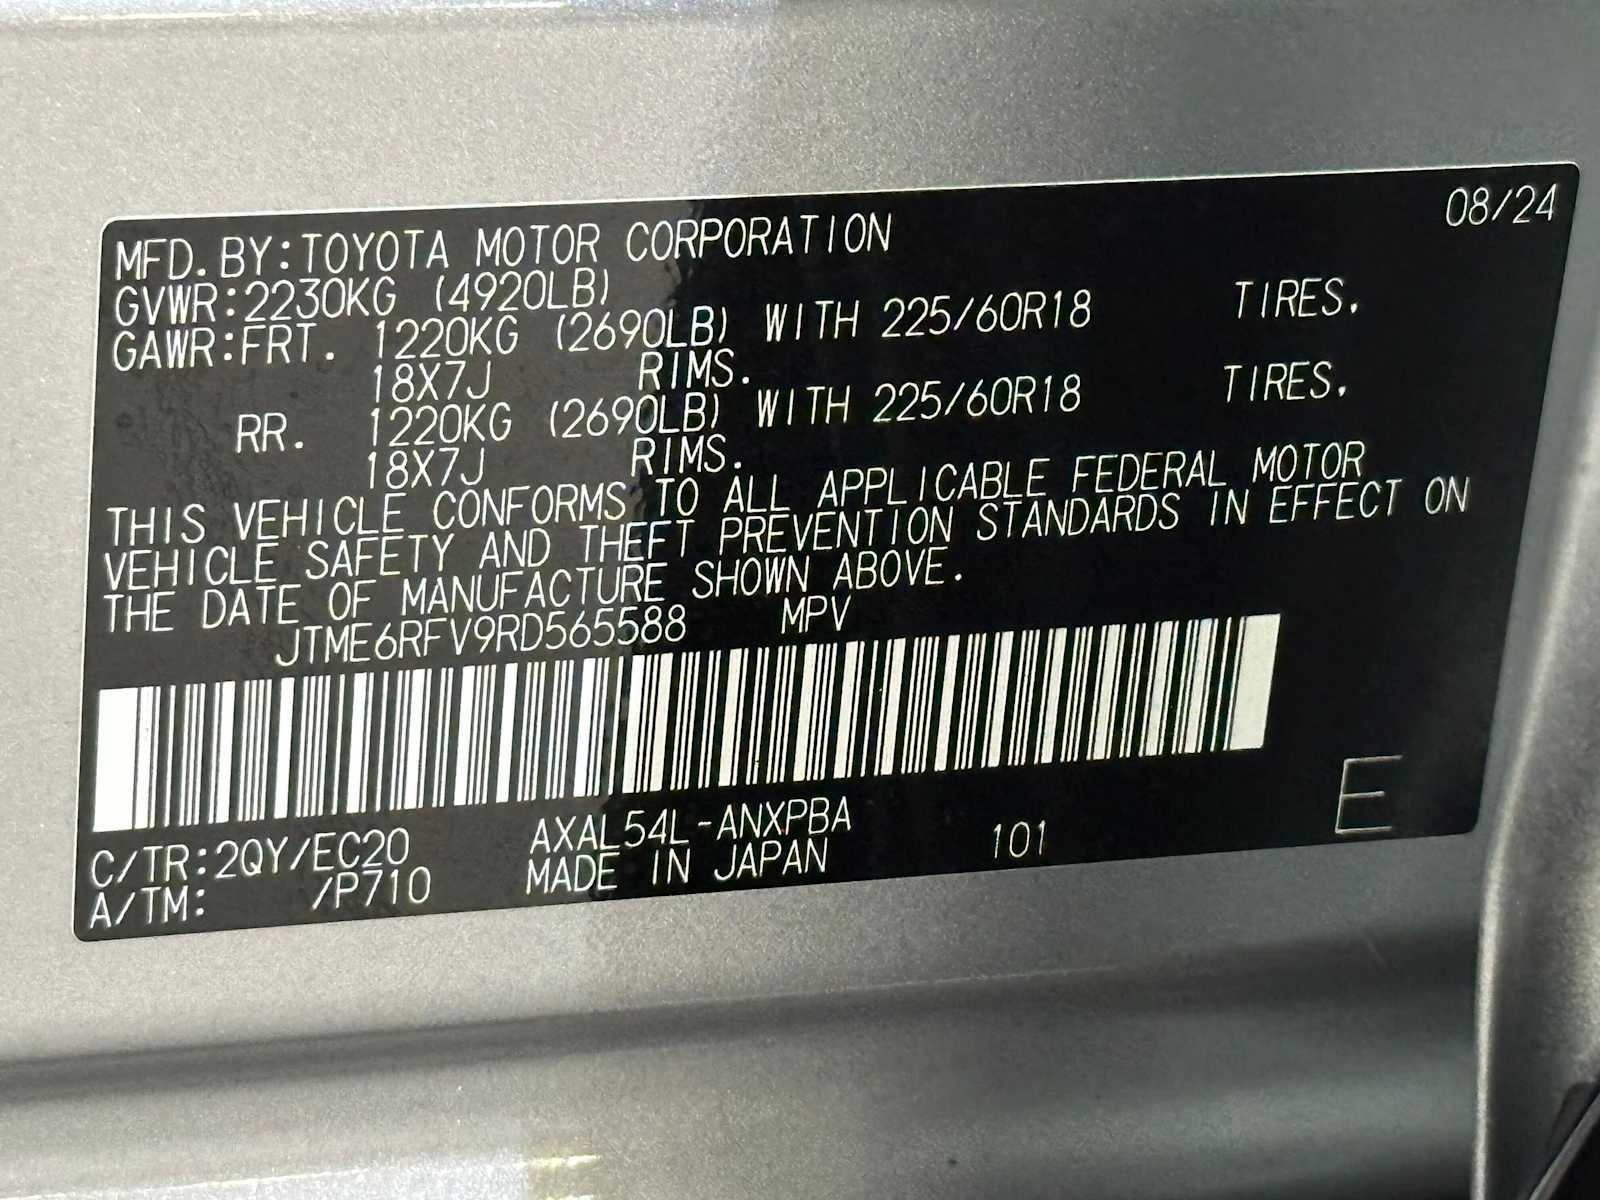 08/24
MFD. BY:TOYOTA MOTOR CORPORATION
GVWR:2230KG (4920LB)
GAWR:FRT. 1220KG (2690LB) WITH 225/60R18 TIRES.
18X7J RIMS.
RR. 1220KG (2690LB) WITH 225/60R18 TIRES.
18X7J RIMS.
THIS VEHICLE CONFORMS TO ALL APPLICABLE FEDERAL MOTOR
VEHICLE SAFETY AND THEFT PREVENTION STANDARDS IN EFFECT ON
THE DATE OF MANUFACTURE SHOWN ABOVE.
JTME6RFV9RD565588 MPV
C/TR:2QY/EC20 AXAL54L-ANXPBA 101 E
A/TM: /P710 MADE IN JAPAN